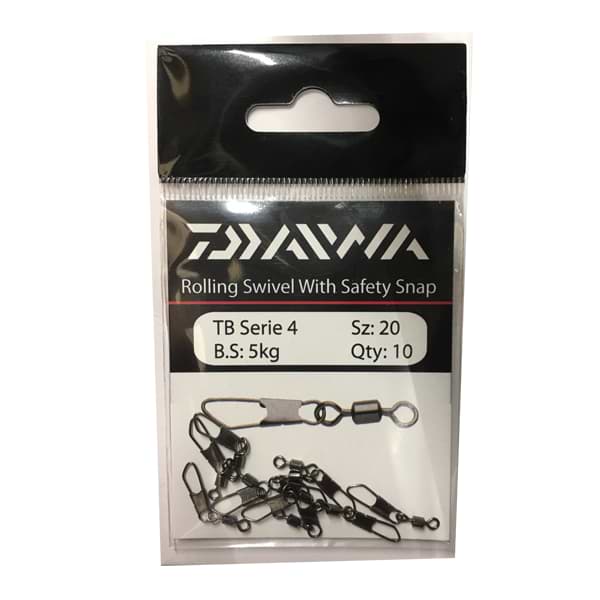 DAIWA
Rolling Swivel With Safety Snap
TB Serie 4 Sz: 20
B.S: 5kg Qty: 10